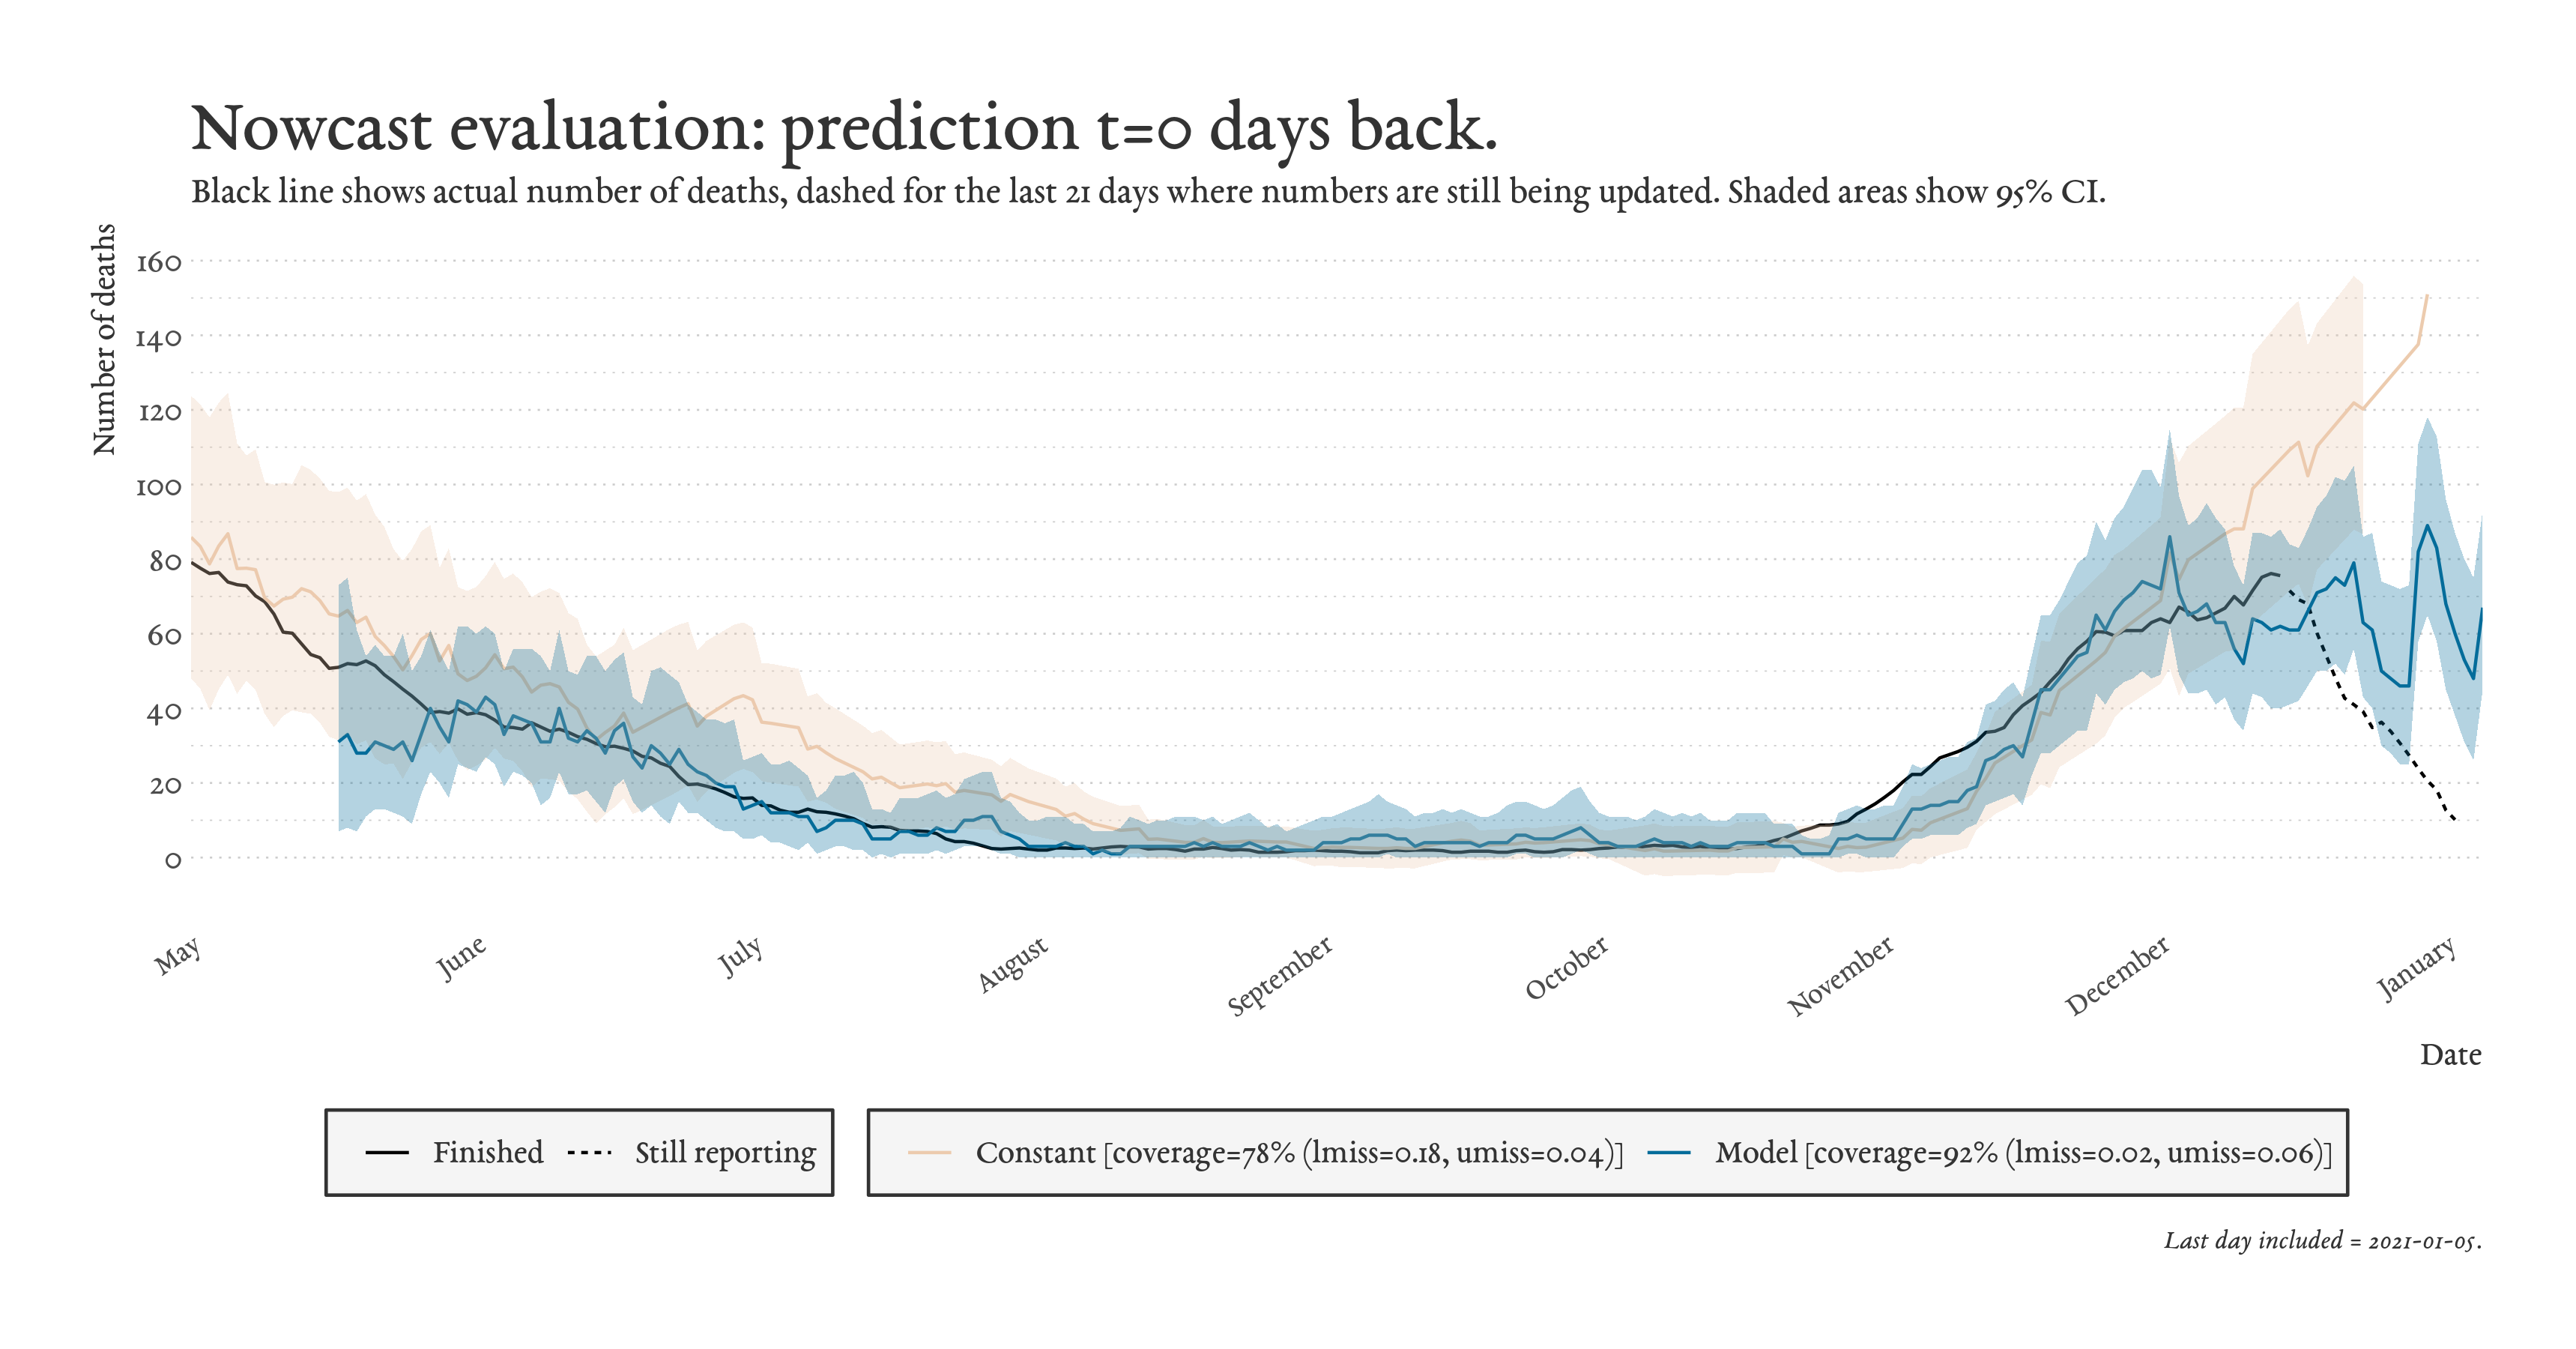 Nowcast evaluation: prediction t=0 days back.
Black line shows actual number of deaths, dashed for the last 21 days where numbers are still being updated. Shaded areas show 95% CI.
Number of deaths
160
140
120
100
80
60
40
20
0
May
June
July
August
September
October
November
December
January
Date
Finished
Still reporting
Constant [coverage=78% (lmiss=0.18, umiss=0.04)]
Model [coverage=92% (lmiss=0.02, umiss=0.06)]
Last day included = 2021-01-05.